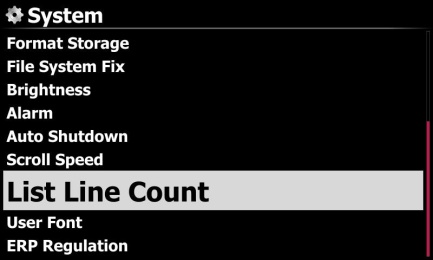 System
Format Storage
File System Fix
Brightness
Alarm
Auto Shutdown
Scroll Speed
List Line Count
User Font
ERP Regulation